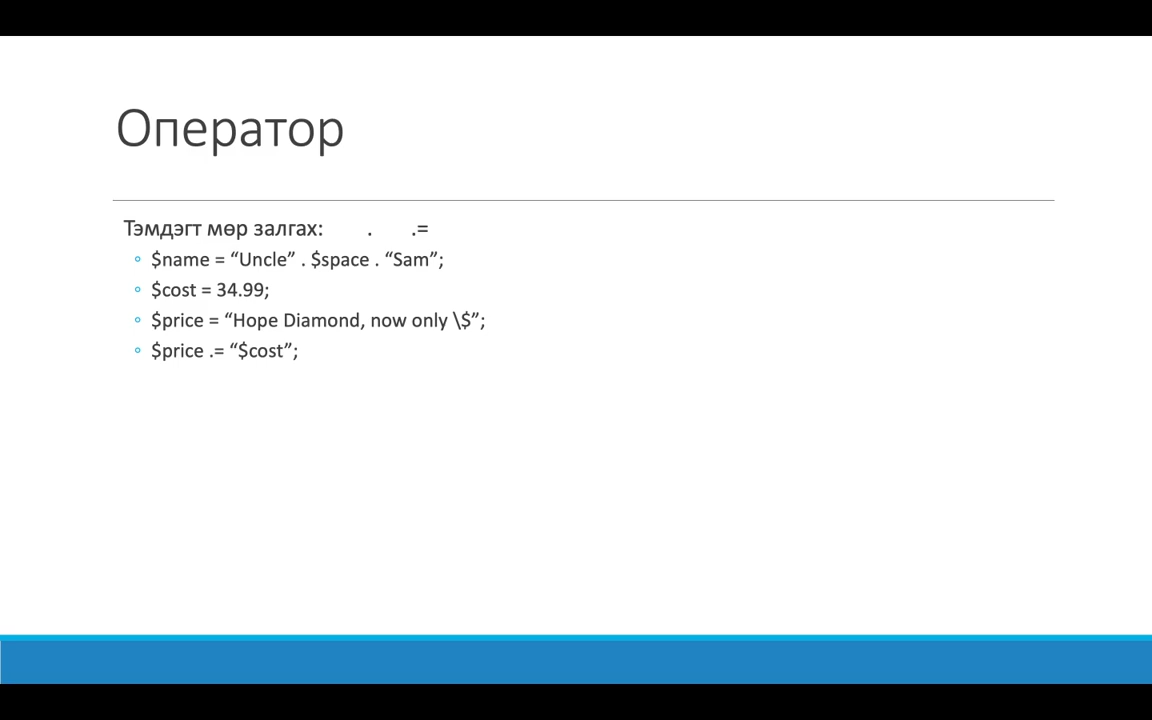 Оператор
Тэмдэгт мөр залгах: . .=
$name = “Uncle” . $space . “Sam”;
$cost = 34.99;
$price = “Hope Diamond, now only \$”;
$price .= “$cost”;